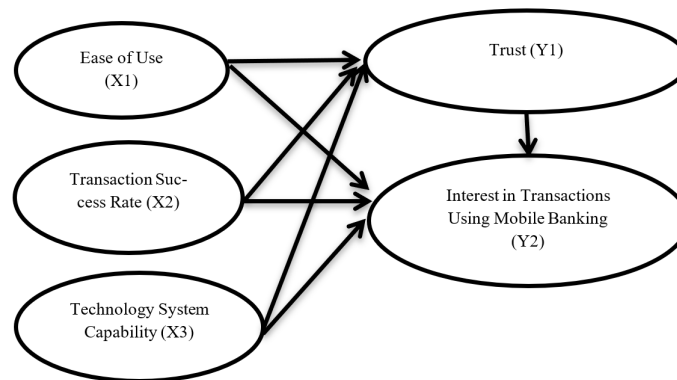 Ease of Use
(X1)
Trust (Y1)
Transaction Suc-
cess Rate (X2)
Interest in Transactions
Using Mobile Banking
(Y2)
Technology System
Capability (X3)